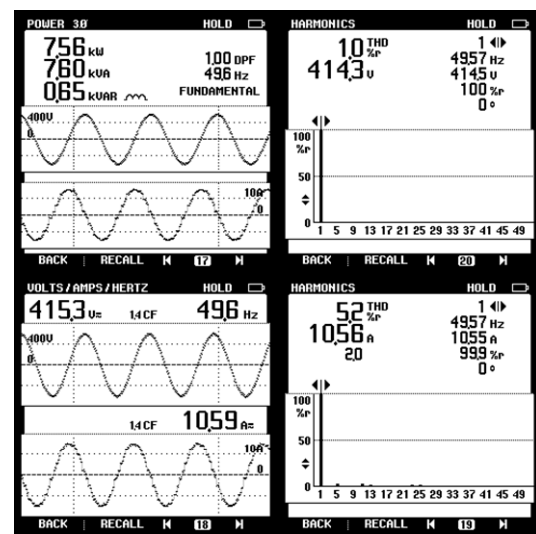 POWER 3Ø HOLD
7.56 kW
7.60 kVA 1.00 DPF
49.6 Hz
0.65 kVAR FUNDAMENTAL
400V
0
10A
0
BACK RECALL 17
HARMONICS HOLD
1.0 THD %r 1
49.57 Hz
414.3 V 414.5 V
100 %r
0 °
100
%r
50
0
1 5 9 13 17 21 25 29 33 37 41 45 49
BACK RECALL 20
VOLTS/AMPS/HERTZ HOLD
415.3 V≂ 1.4 CF 49.6 Hz
400V
0
1.4 CF 10.59 A≂
10A
0
BACK RECALL 18
HARMONICS HOLD
5.2 THD %r 1
49.57 Hz
10.56 A 10.55 A
2.0 99.9 %r
0 °
100
%r
50
0
1 5 9 13 17 21 25 29 33 37 41 45 49
BACK RECALL 19